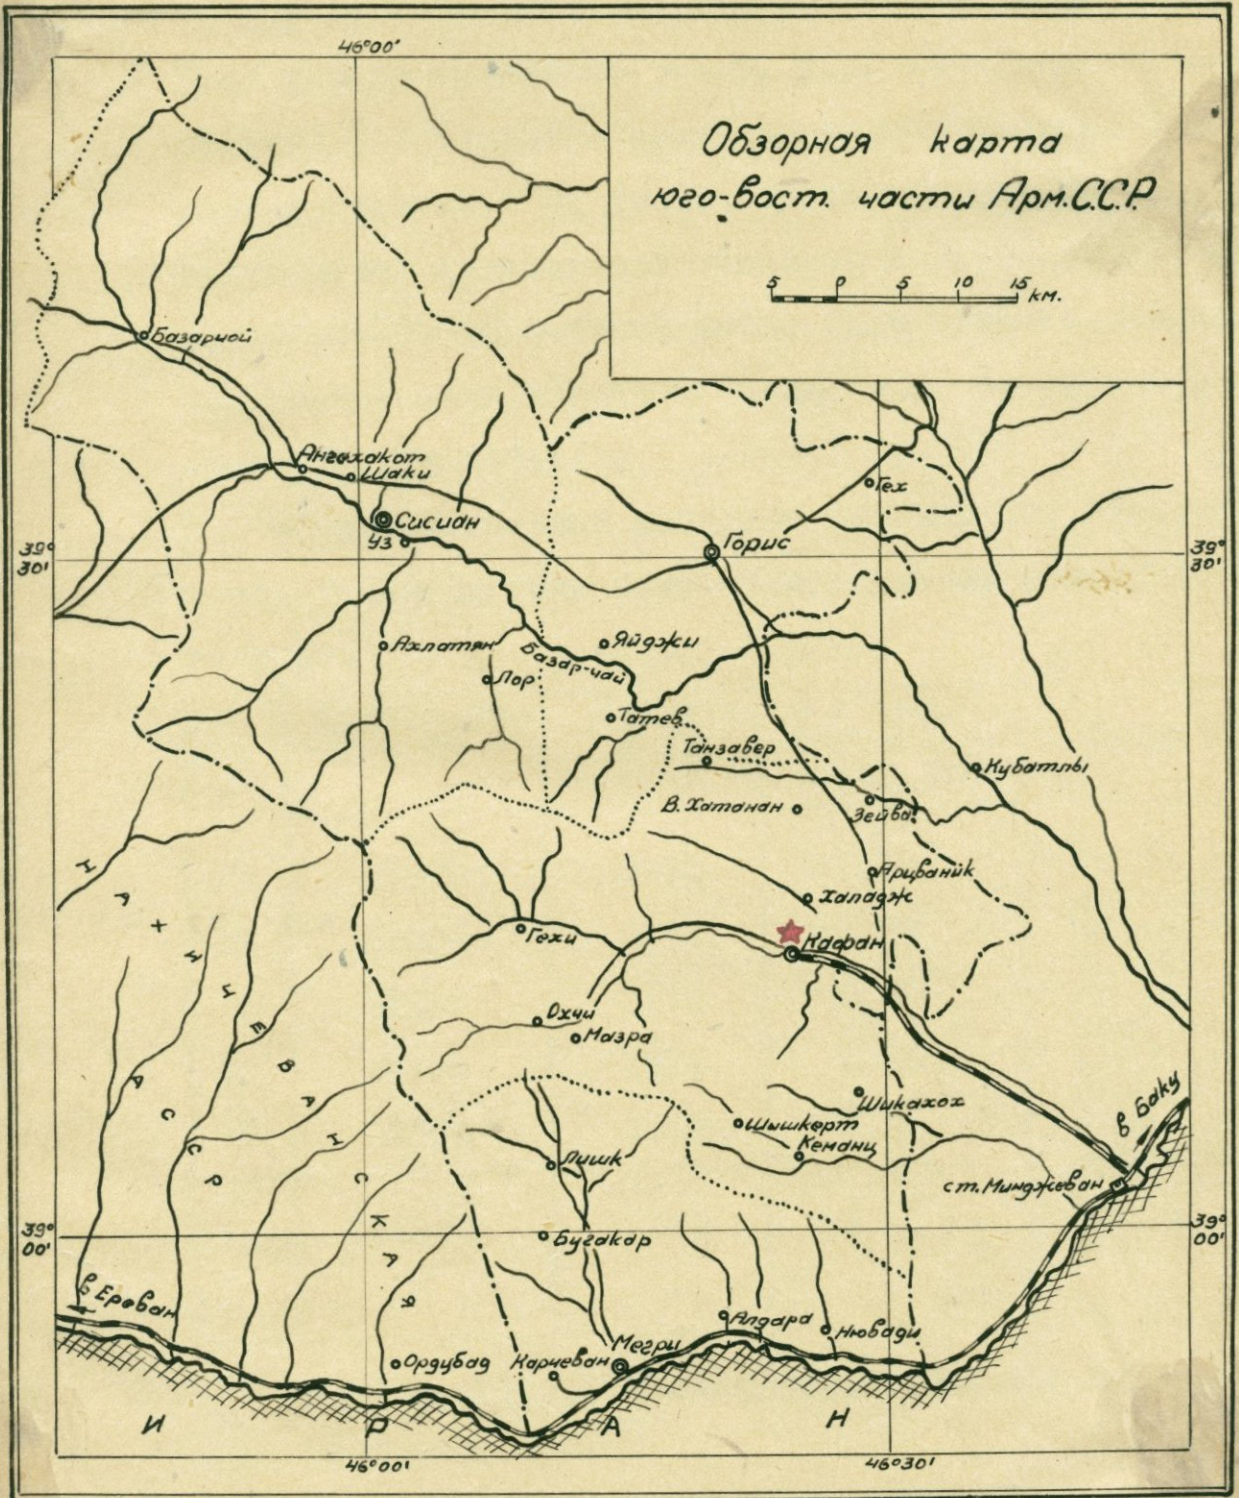 46°00'
Обзорная карта
юго-вост. части Арм.С.С.Р.
5 0 5 10 15 км.
Базарчой
Ангехакот
Шаки
Гех
Сисиан
Уз
Горис
39°
30'
39°
30'
Ахлатян
Яйджи
Базар-чай
Лор
Татев
Танзавер
Кубатлы
В. Хатанан
Зейва
Арцваник
Халадж
Кафан
Гехи
НАХИЧЕВАНСКАЯ
АССР
Охчи
Мазра
Шикахох
в Баку
Шышкерт
Кеманц
Лишк
ст. Минджеван
39°
00'
39°
00'
Бугакар
в Ереван
Алдара
Нювади
Мегри
Ордубад
Карчеван
ИРАН
46°00'
46°30'